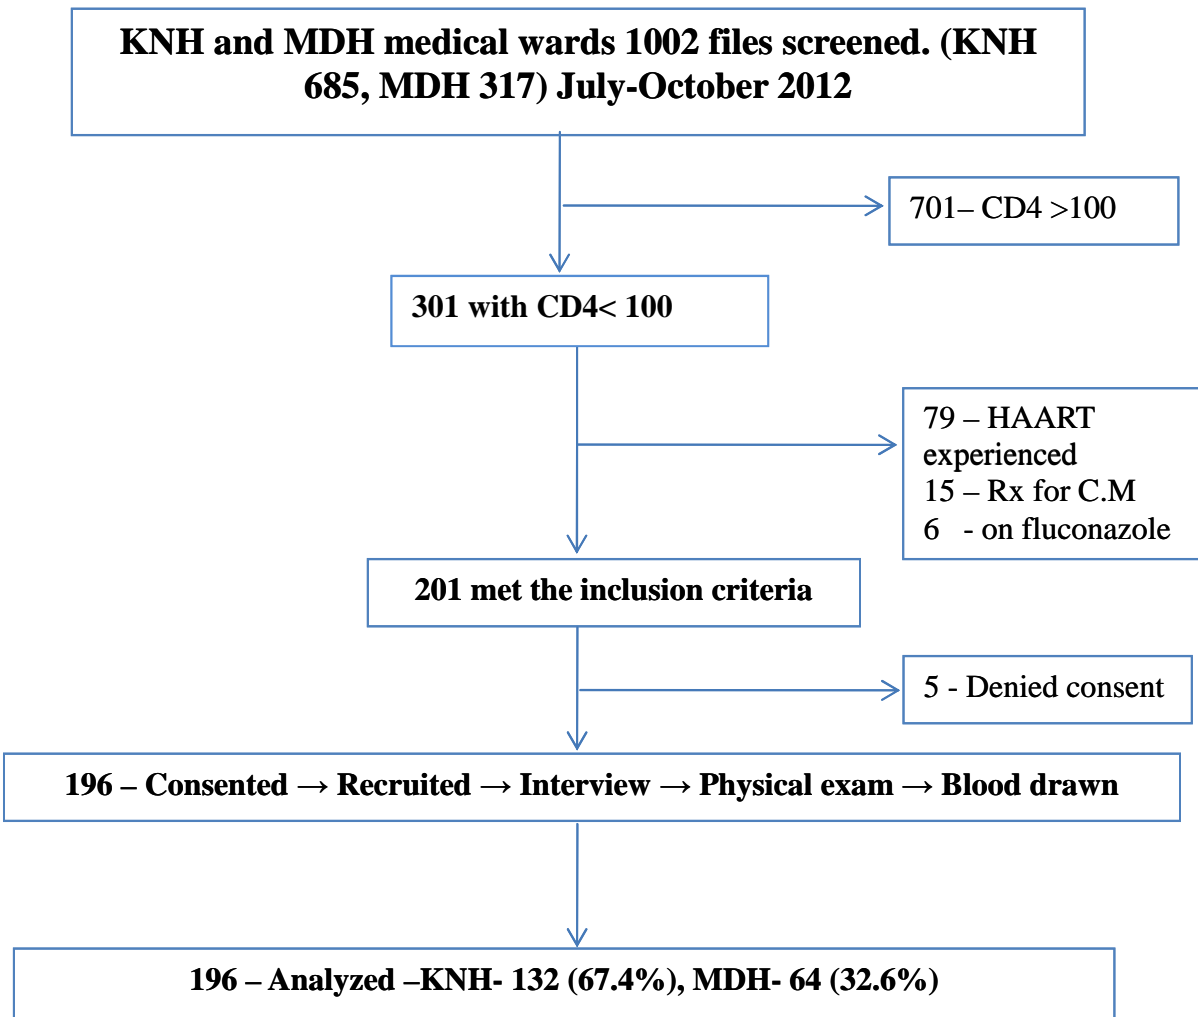 KNH and MDH medical wards 1002 files screened. (KNH
685, MDH 317) July-October 2012
701– CD4 >100
301 with CD4< 100
79 – HAART
experienced
15 – Rx for C.M
6 - on fluconazole
201 met the inclusion criteria
5 - Denied consent
196 – Consented → Recruited → Interview → Physical exam → Blood drawn
196 – Analyzed –KNH- 132 (67.4%), MDH- 64 (32.6%)